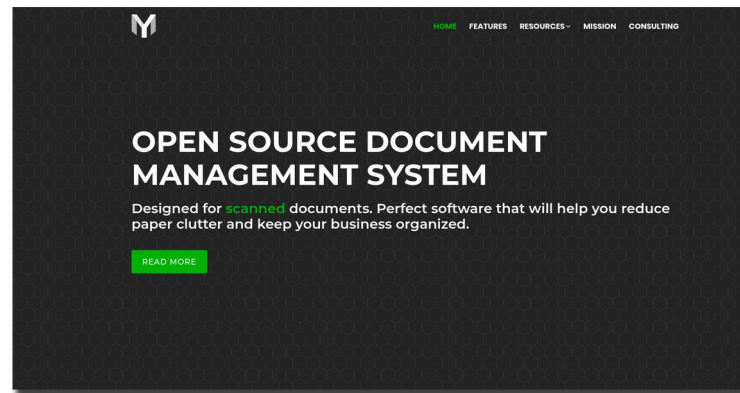 HOME FEATURES RESOURCES MISSION CONSULTING
OPEN SOURCE DOCUMENT
MANAGEMENT SYSTEM
Designed for scanned documents. Perfect software that will help you reduce
paper clutter and keep your business organized.
READ MORE